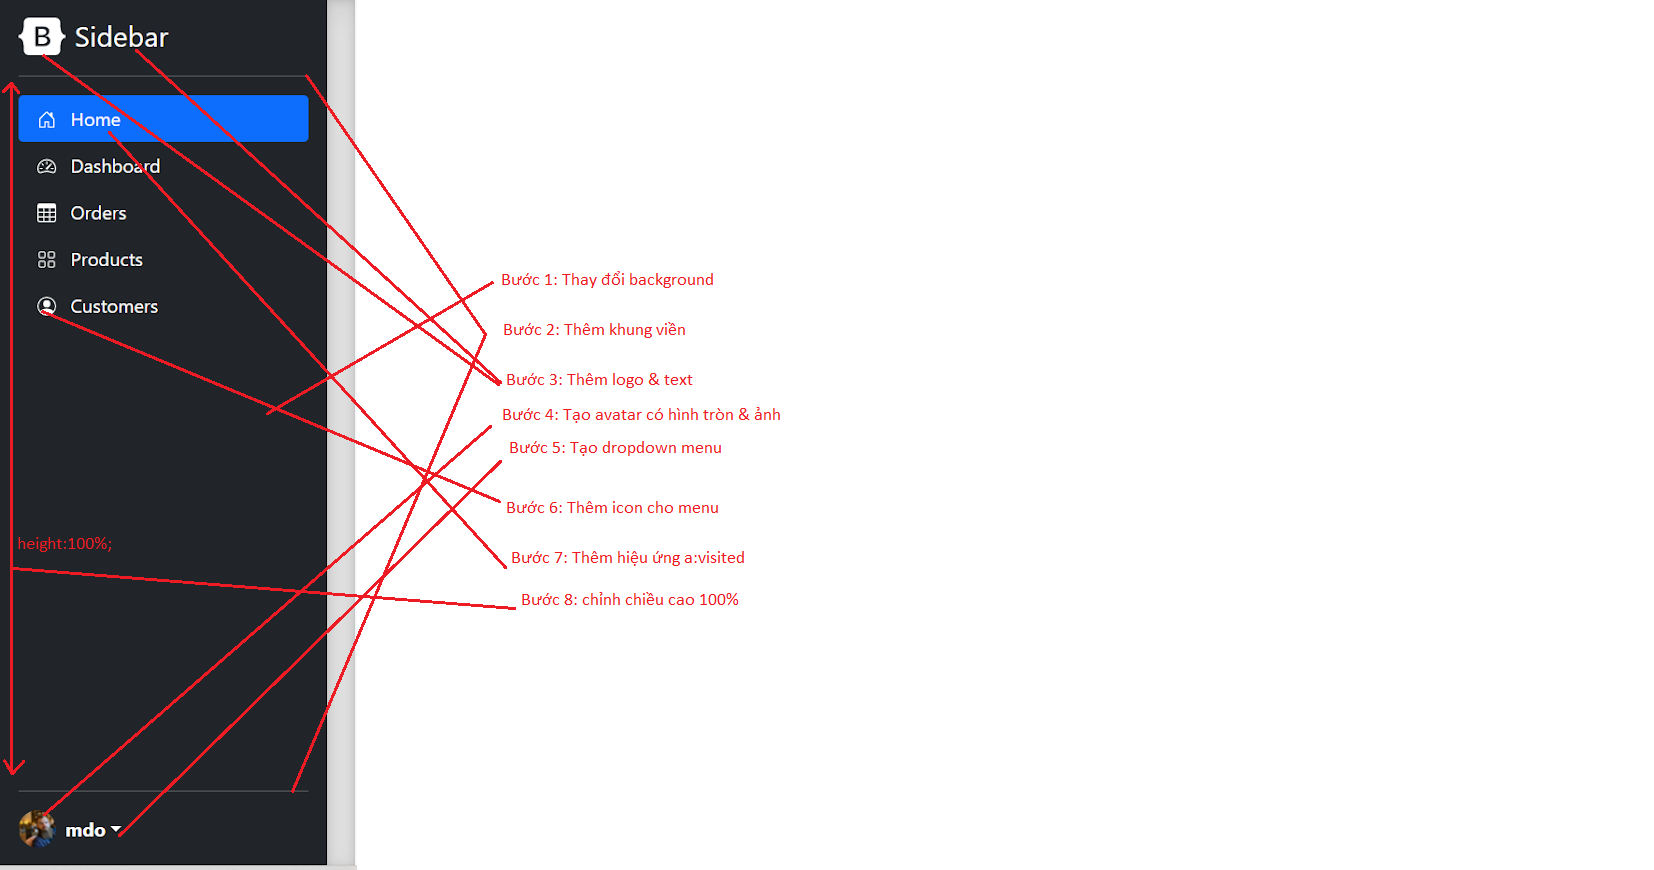 B Sidebar
Home
Dashboard
Orders
Products
Customers
Bước 1: Thay đổi background
Bước 2: Thêm khung viền
Bước 3: Thêm logo & text
Bước 4: Tạo avatar có hình tròn & ảnh
Bước 5: Tạo dropdown menu
Bước 6: Thêm icon cho menu
height:100%;
Bước 7: Thêm hiệu ứng a:visited
Bước 8: chỉnh chiều cao 100%
mdo